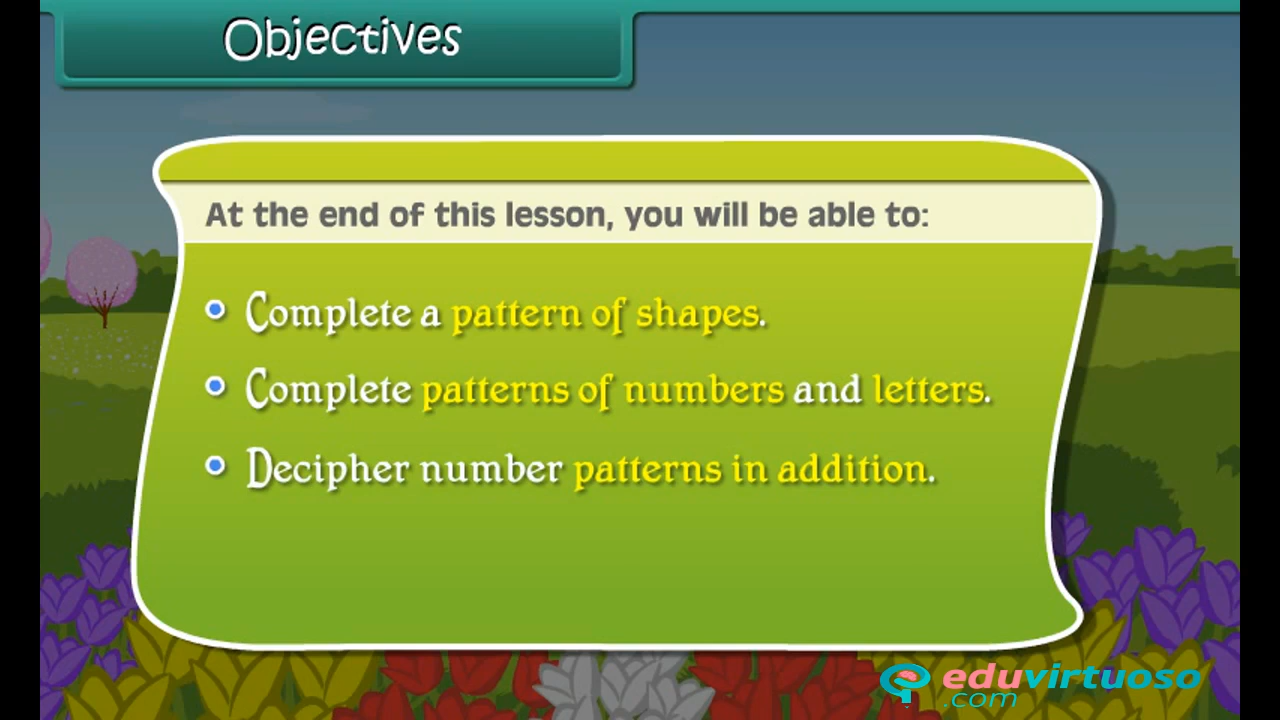 Objectives
At the end of this lesson, you will be able to:
Complete a pattern of shapes.
Complete patterns of numbers and letters.
Decipher number patterns in addition.
eduvirtuoso
.com